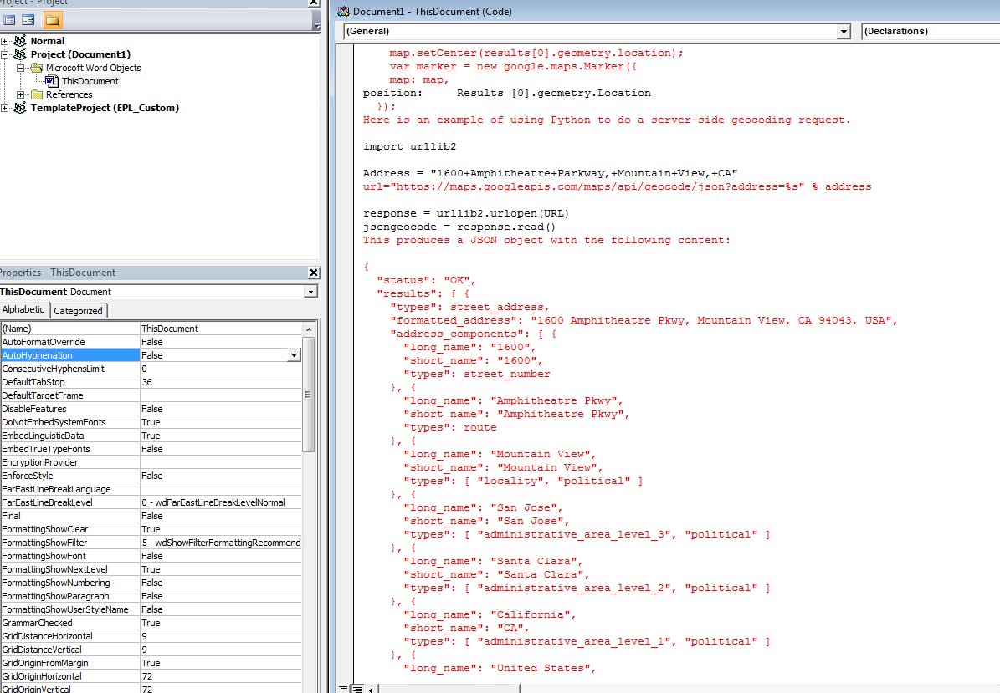 Project - Project
Normal
Project (Document1)
Microsoft Word Objects
ThisDocument
References
TemplateProject (EPL_Custom)
Properties - ThisDocument
ThisDocument Document
Alphabetic Categorized
(Name) ThisDocument
AutoFormatOverride False
AutoHyphenation False
ConsecutiveHyphensLimit 0
DefaultTabStop 36
DefaultTargetFrame
DisableFeatures False
DoNotEmbedSystemFonts True
EmbedLinguisticData True
EmbedTrueTypeFonts False
EncryptionProvider
EnforceStyle False
FarEastLineBreakLanguage
FarEastLineBreakLevel 0 - wdFarEastLineBreakLevelNormal
Final False
FormattingShowClear True
FormattingShowFilter 5 - wdShowFilterFormattingRecommend
FormattingShowFont False
FormattingShowNextLevel True
FormattingShowNumbering False
FormattingShowParagraph False
FormattingShowUserStyleName False
GrammarChecked True
GridDistanceHorizontal 9
GridDistanceVertical 9
GridOriginFromMargin True
GridOriginHorizontal 72
GridOriginVertical 72
Document1 - ThisDocument (Code)
(General) (Declarations)
map.setCenter(results[0].geometry.location);
var marker = new google.maps.Marker({
map: map,
position: Results [0].geometry.Location
});
Here is an example of using Python to do a server-side geocoding request.
import urllib2
Address = "1600+Amphitheatre+Parkway,+Mountain+View,+CA"
url="https://maps.googleapis.com/maps/api/geocode/json?address=%s" % address
response = urllib2.urlopen(URL)
jsongeocode = response.read()
This produces a JSON object with the following content:
{
"status": "OK",
"results": [ {
"types": street_address,
"formatted_address": "1600 Amphitheatre Pkwy, Mountain View, CA 94043, USA",
"address_components": [ {
"long_name": "1600",
"short_name": "1600",
"types": street_number
}, {
"long_name": "Amphitheatre Pkwy",
"short_name": "Amphitheatre Pkwy",
"types": route
}, {
"long_name": "Mountain View",
"short_name": "Mountain View",
"types": [ "locality", "political" ]
}, {
"long_name": "San Jose",
"short_name": "San Jose",
"types": [ "administrative_area_level_3", "political" ]
}, {
"long_name": "Santa Clara",
"short_name": "Santa Clara",
"types": [ "administrative_area_level_2", "political" ]
}, {
"long_name": "California",
"short_name": "CA",
"types": [ "administrative_area_level_1", "political" ]
}, {
"long_name": "United States",